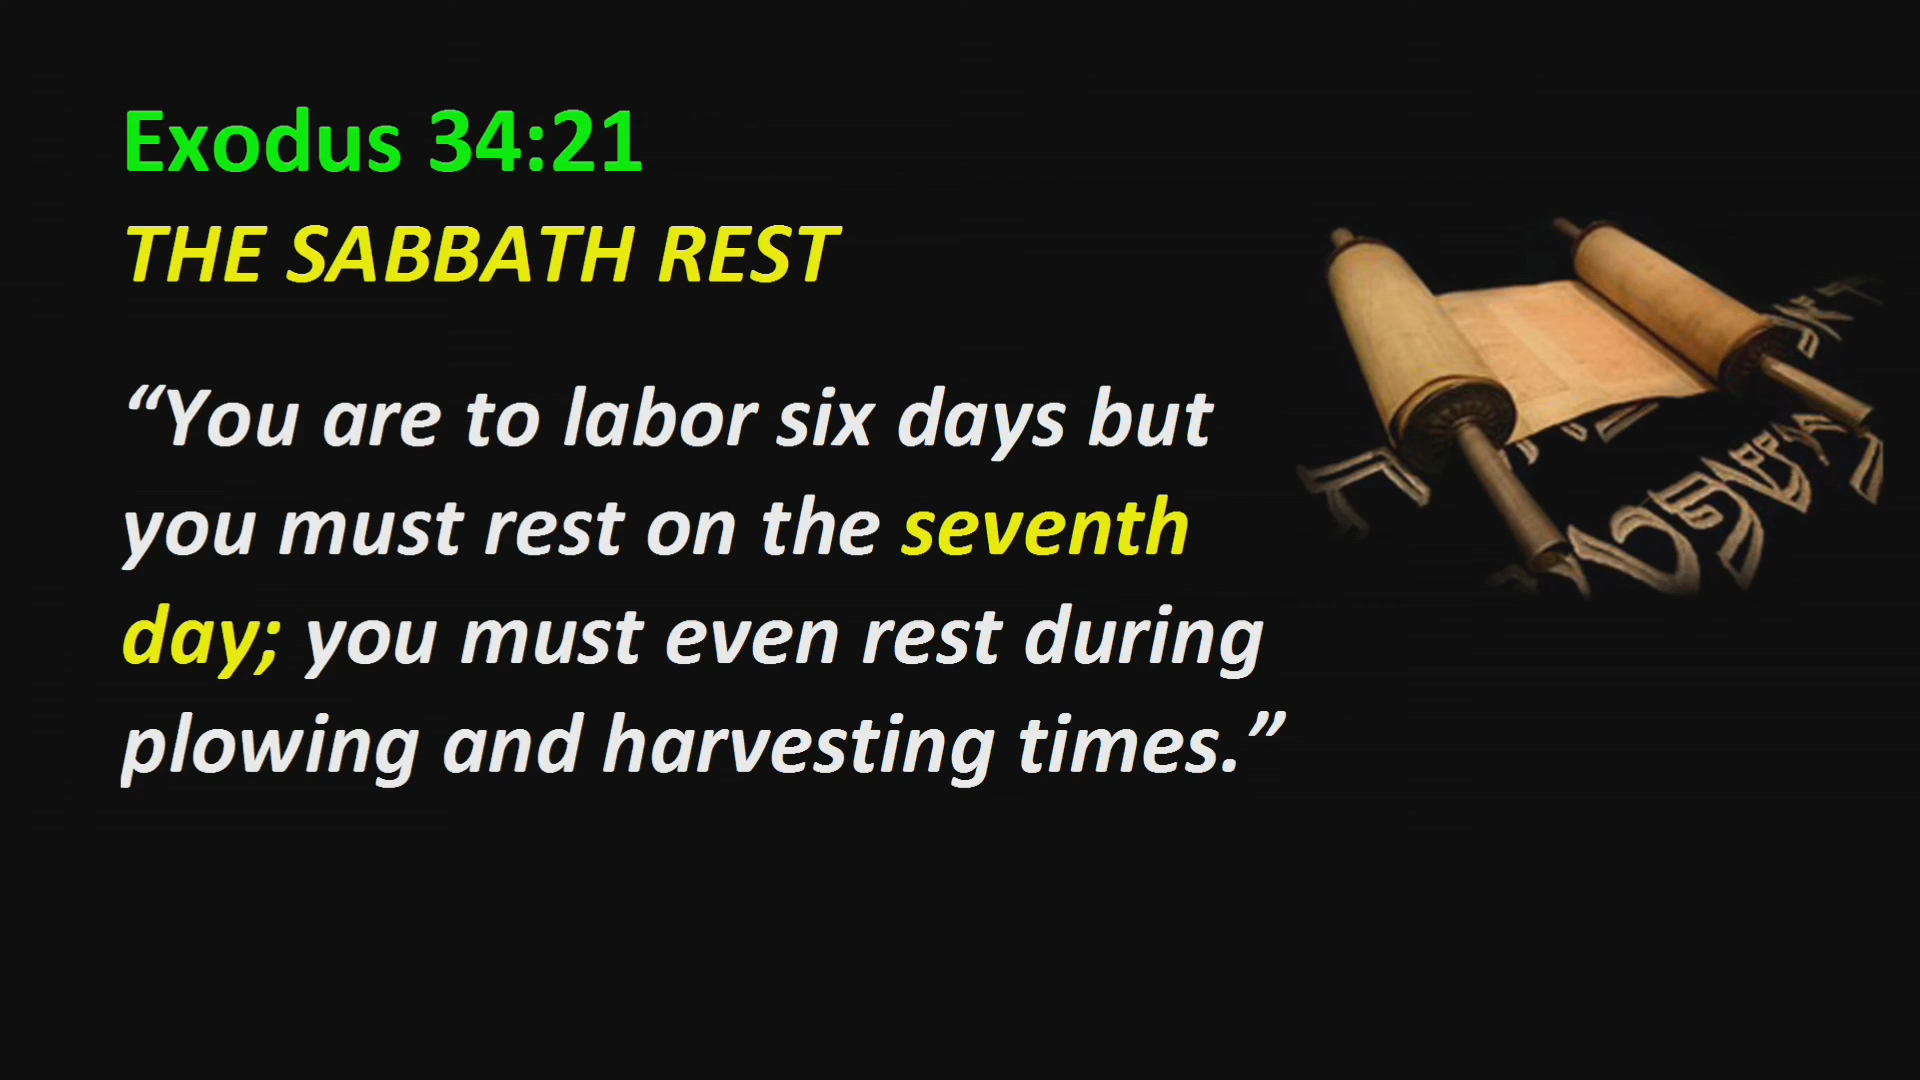 Exodus 34:21
THE SABBATH REST
“You are to labor six days but
you must rest on the seventh
day; you must even rest during
plowing and harvesting times.”